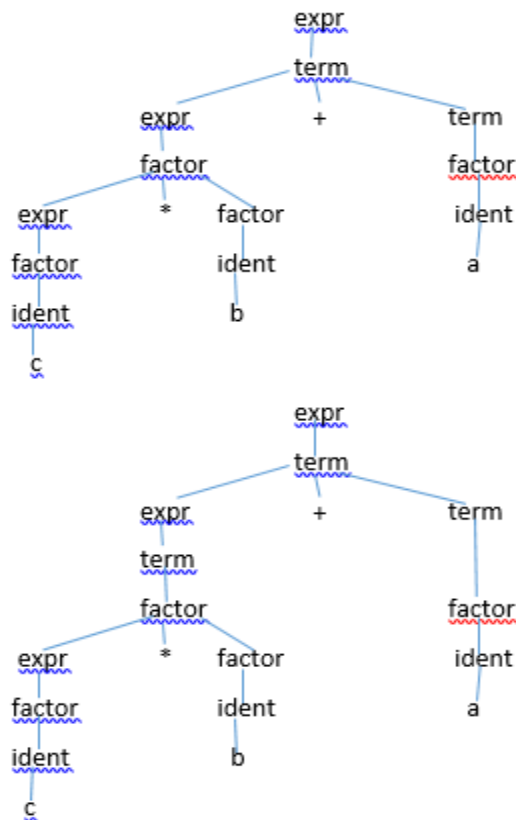 expr
term
expr + term
factor factor
expr * factor ident
factor ident a
ident b
c
expr
term
expr + term
term
factor factor
expr * factor ident
factor ident a
ident b
c